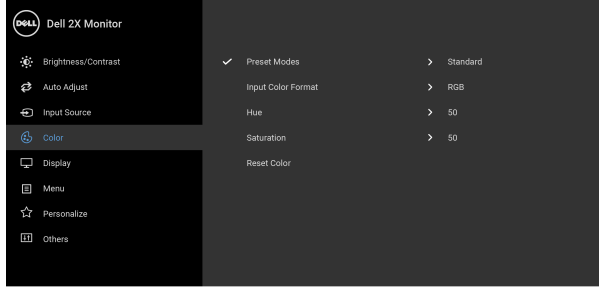 DELL
Dell 2X Monitor
Brightness/Contrast
Auto Adjust
Input Source
Color
Display
Menu
Personalize
Others
Preset Modes Standard
Input Color Format RGB
Hue 50
Saturation 50
Reset Color